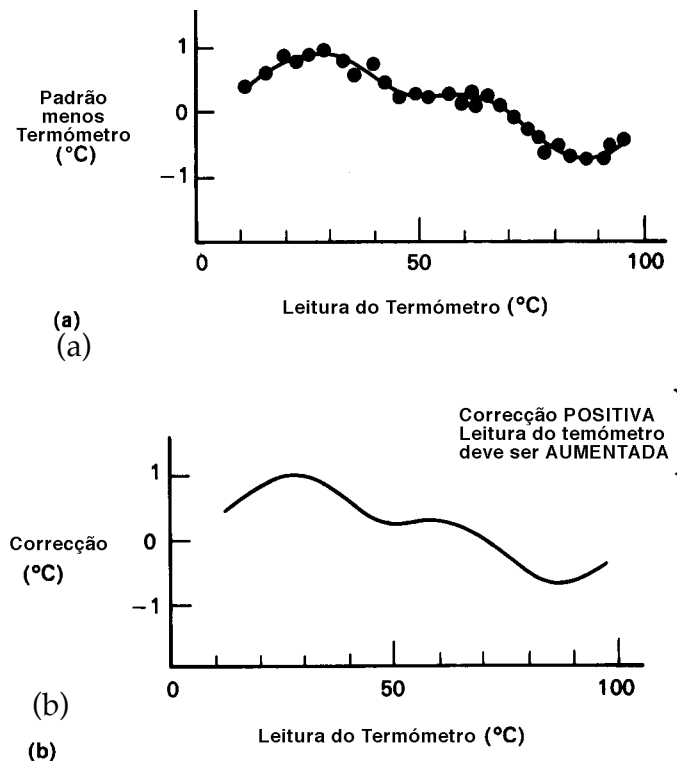 1
Padrão
menos
Termómetro
(°C)
0
−1
0
50
100
Leitura do Termómetro (°C)
(a)
(a)
Correcção POSITIVA
Leitura do temómetro
deve ser AUMENTADA
1
Correcção
(°C)
0
−1
0
50
100
(b)
Leitura do Termómetro (°C)
(b)